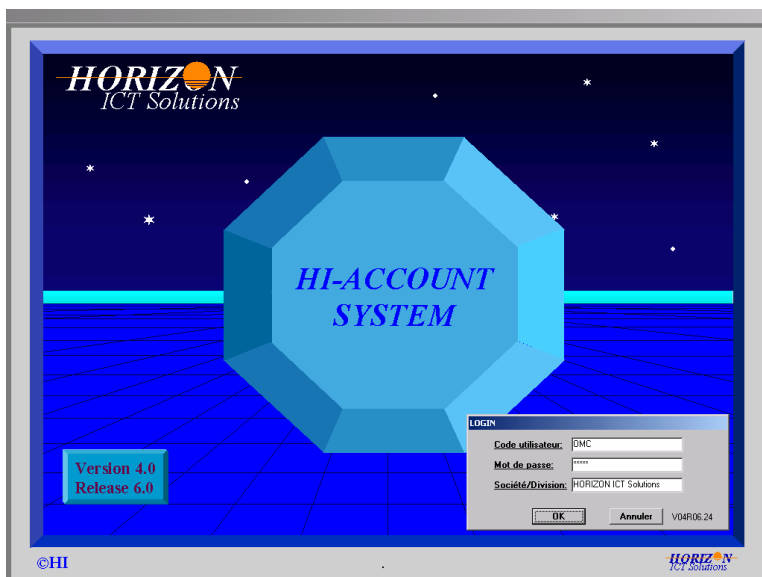 HORIZON
ICT Solutions
HI-ACCOUNT
SYSTEM
LOGIN
Code utilisateur: OMC
Mot de passe: *****
Société/Division: HORIZON ICT Solutions
OK Annuler V04R06.24
Version 4.0
Release 6.0
©HI
HORIZON
ICT Solutions